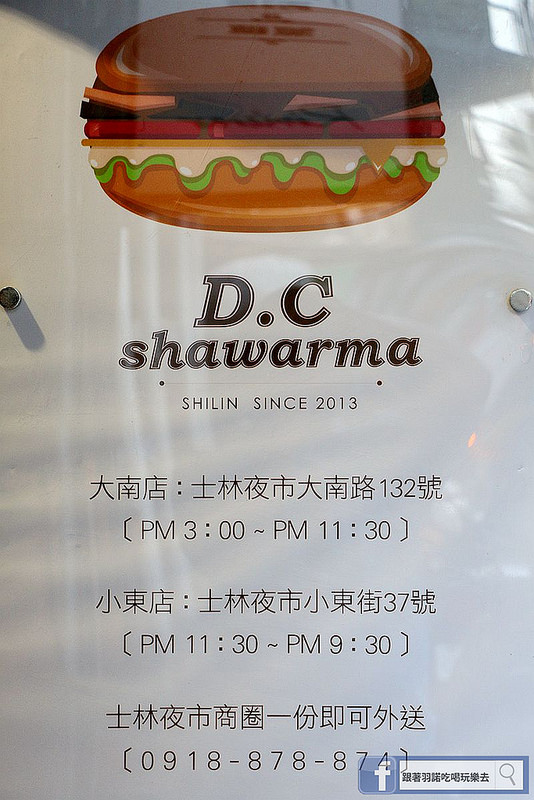 D.C
shawarma
SHILIN SINCE 2013
大南店：士林夜市大南路132號
〔 PM 3：00 ~ PM 11：30 〕
小東店：士林夜市小東街37號
〔 PM 11：30 ~ PM 9：30 〕
士林夜市商圈一份即可外送
〔 0918-878-874 〕
跟著羽諾吃喝玩樂去